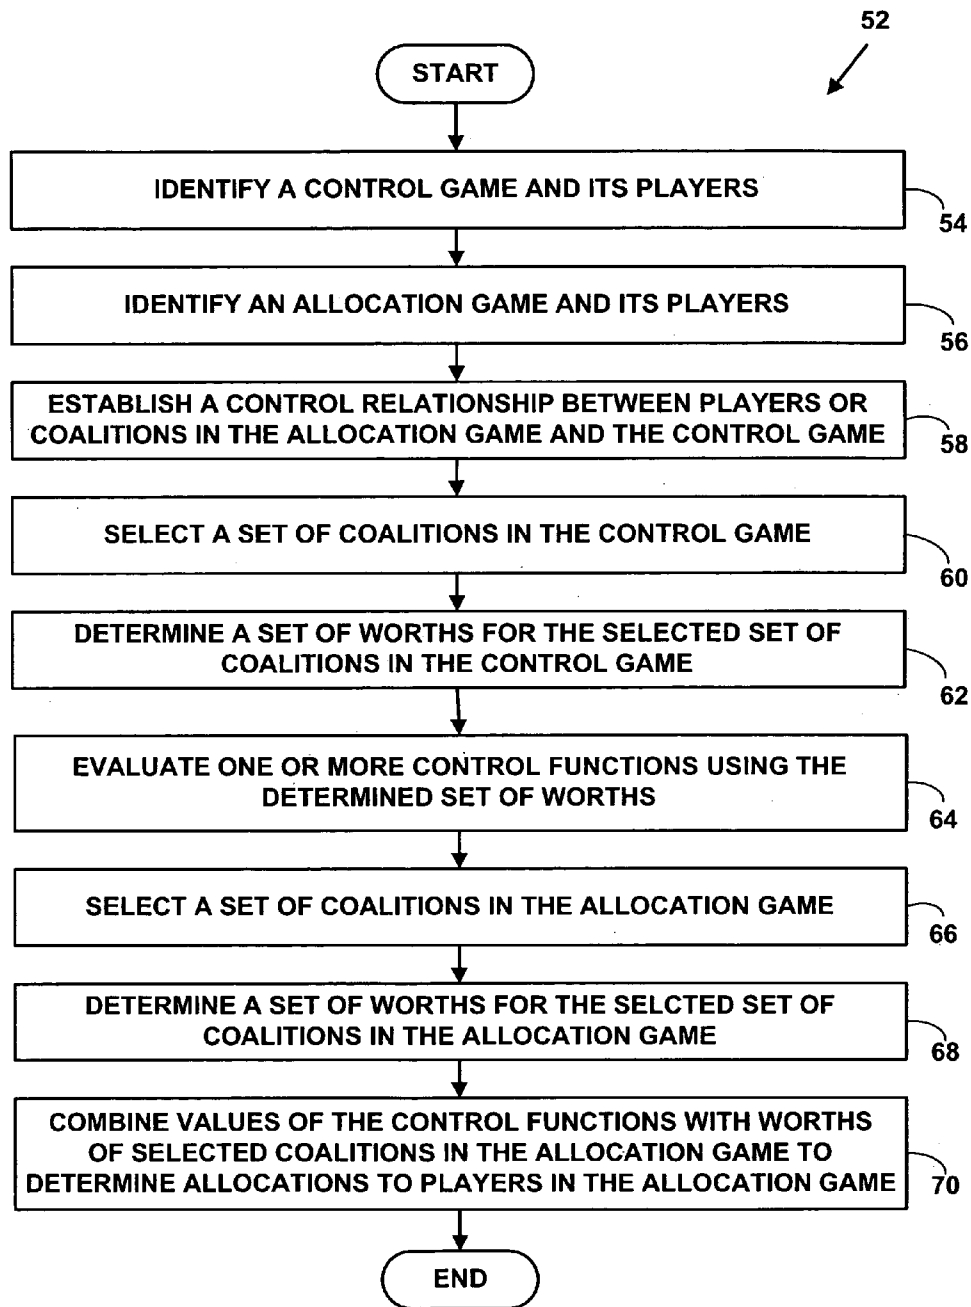 52
START
IDENTIFY A CONTROL GAME AND ITS PLAYERS
54
IDENTIFY AN ALLOCATION GAME AND ITS PLAYERS
56
ESTABLISH A CONTROL RELATIONSHIP BETWEEN PLAYERS OR
COALITIONS IN THE ALLOCATION GAME AND THE CONTROL GAME
58
SELECT A SET OF COALITIONS IN THE CONTROL GAME
60
DETERMINE A SET OF WORTHS FOR THE SELECTED SET OF
COALITIONS IN THE CONTROL GAME
62
EVALUATE ONE OR MORE CONTROL FUNCTIONS USING THE
DETERMINED SET OF WORTHS
64
SELECT A SET OF COALITIONS IN THE ALLOCATION GAME
66
DETERMINE A SET OF WORTHS FOR THE SELCTED SET OF
COALITIONS IN THE ALLOCATION GAME
68
COMBINE VALUES OF THE CONTROL FUNCTIONS WITH WORTHS
OF SELECTED COALITIONS IN THE ALLOCATION GAME TO
DETERMINE ALLOCATIONS TO PLAYERS IN THE ALLOCATION GAME
70
END